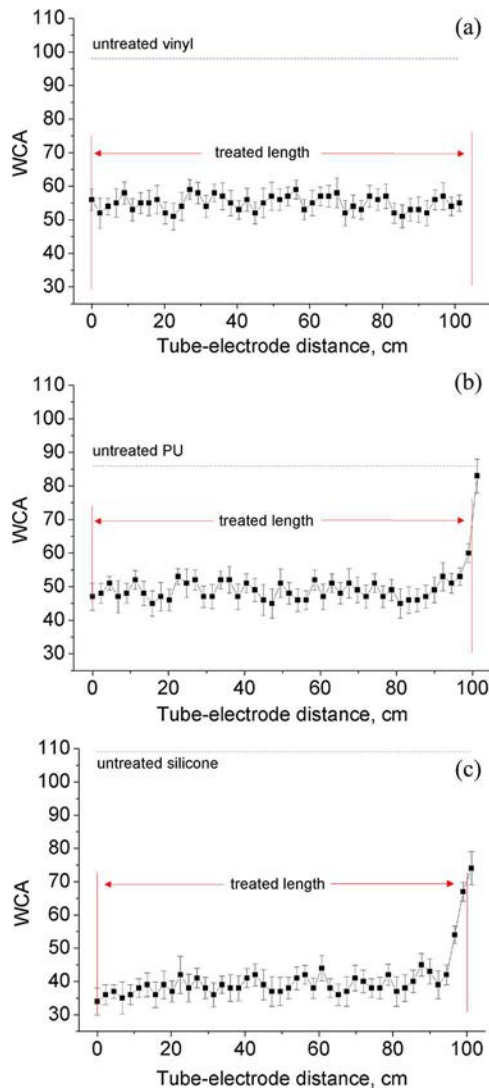 (a)
110
100
90
80
70
60
50
40
30
WCA
untreated vinyl
treated length
0 20 40 60 80 100
Tube-electrode distance, cm
(b)
110
100
90
80
70
60
50
40
30
WCA
untreated PU
treated length
0 20 40 60 80 100
Tube-electrode distance, cm
(c)
110
100
90
80
70
60
50
40
30
WCA
untreated silicone
treated length
0 20 40 60 80 100
Tube-electrode distance, cm